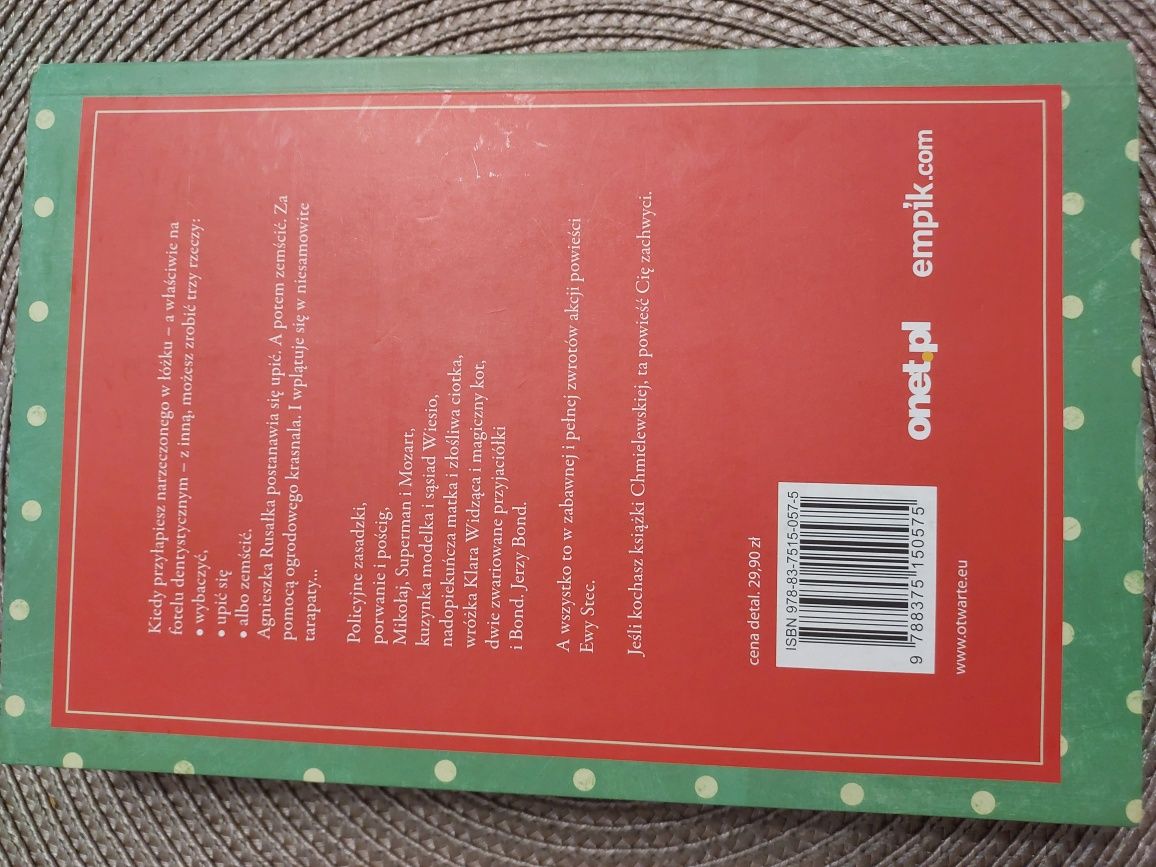 Kiedy przyłapiesz narzeczonego w łóżku – a właściwie na
fotelu dentystycznym – z inną, możesz zrobić trzy rzeczy:
• wybaczyć,
• upić się
• albo zemścić.
Agnieszka Rusałka postanawia się upić. A potem zemścić. Za
pomocą ogrodowego krasnala. I wplątuje się w niesamowite
tarapaty...
Policyjne zasadzki,
porwanie i pościg,
Mikołaj, Superman i Mozart,
kuzynka modelka i sąsiad Wiesio,
nadopiekuńcza matka i złośliwa ciotka,
wróżka Klara Widząca i magiczny kot,
dwie zwariowane przyjaciółki
i Bond. Jerzy Bond.
A wszystko to w zabawnej i pełnej zwrotów akcji powieści
Ewy Stec.
Jeśli kochasz książki Chmielewskiej, ta powieść Cię zachwyci.
cena detal. 29,90 zł
ISBN 978-83-7515-057-5
9 788375 150575
www.otwarte.eu
onet.pl
empik.com